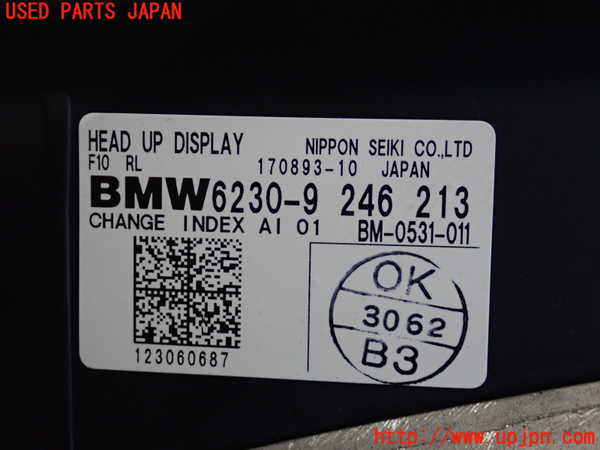 USED PARTS JAPAN
HEAD UP DISPLAY NIPPON SEIKI CO.,LTD
F10 RL 170893-10 JAPAN
BMW6230-9 246 213
CHANGE INDEX AI 01 BM-0531-011
OK
3062
B3
123060687
http://www.upjpn.com/